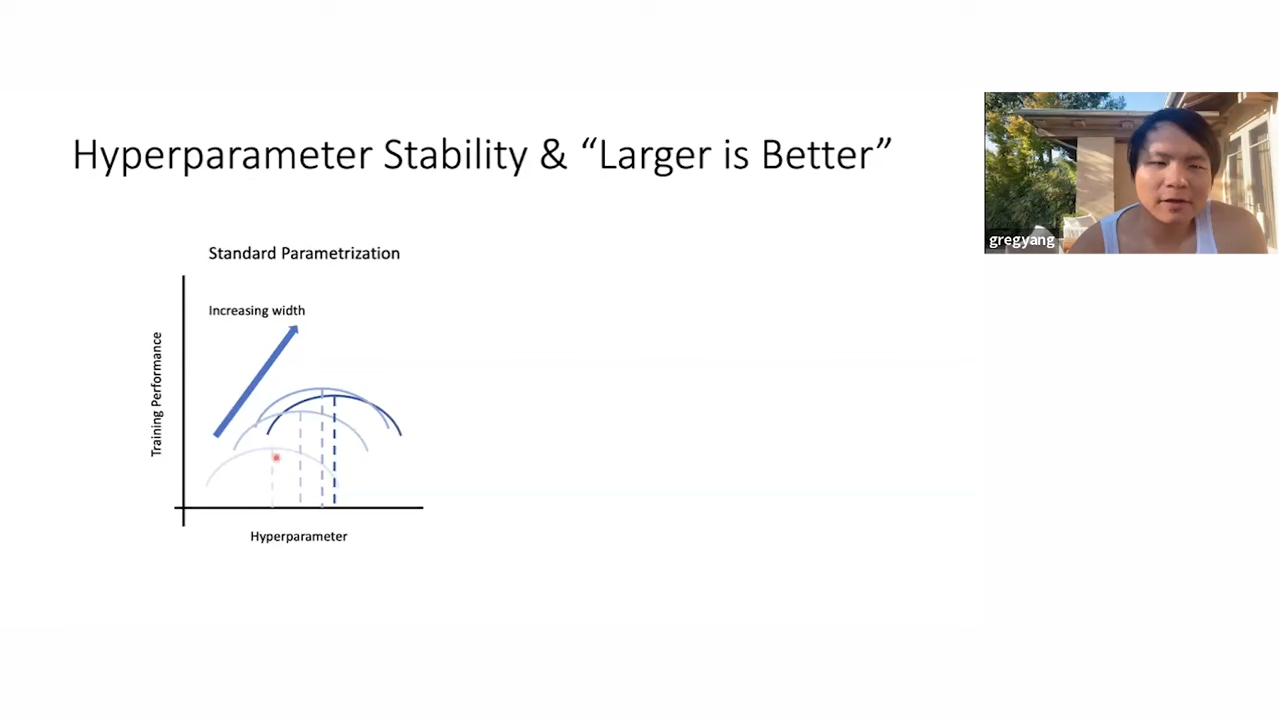 Hyperparameter Stability & “Larger is Better”
gregyang
Standard Parametrization
Increasing width
Training Performance
Hyperparameter